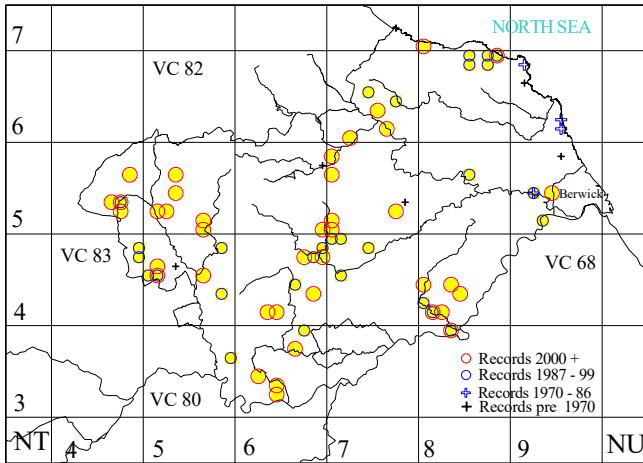 7
NORTH SEA
VC 82
6
Berwick
5
VC 83
VC 68
4
Records 2000 +
Records 1987 - 99
Records 1970 - 86
Records pre 1970
VC 80
3
NT 4 5 6 7 8 9 NU